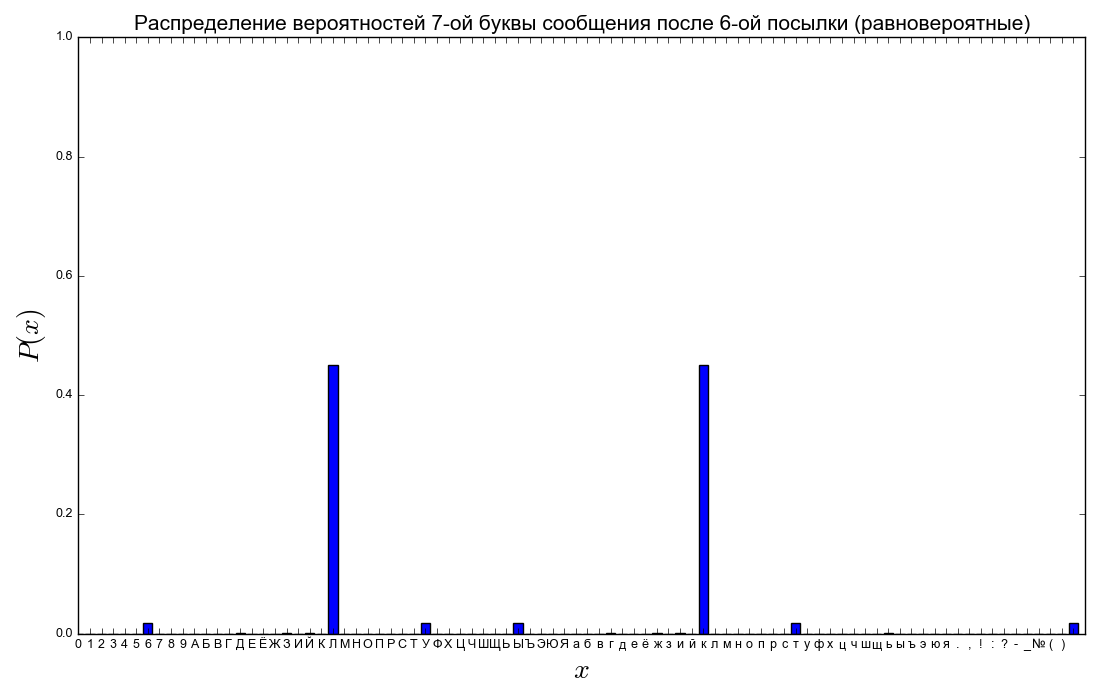 Распределение вероятностей 7-ой буквы сообщения после 6-ой посылки (равновероятные)
1.0
0.8
0.6
0.4
0.2
0.0
P(x)
0 1 2 3 4 5 6 7 8 9 А Б В Г Д Е Ё Ж З И Й К Л М Н О П Р С Т У Ф Х Ц Ч Ш Щ Ь Ы Ъ Э Ю Я а б в г д е ё ж з и й к л м н о п р с т у ф х ц ч ш щ ь ы ъ э ю я . , ! : ? - _ № ( )
x